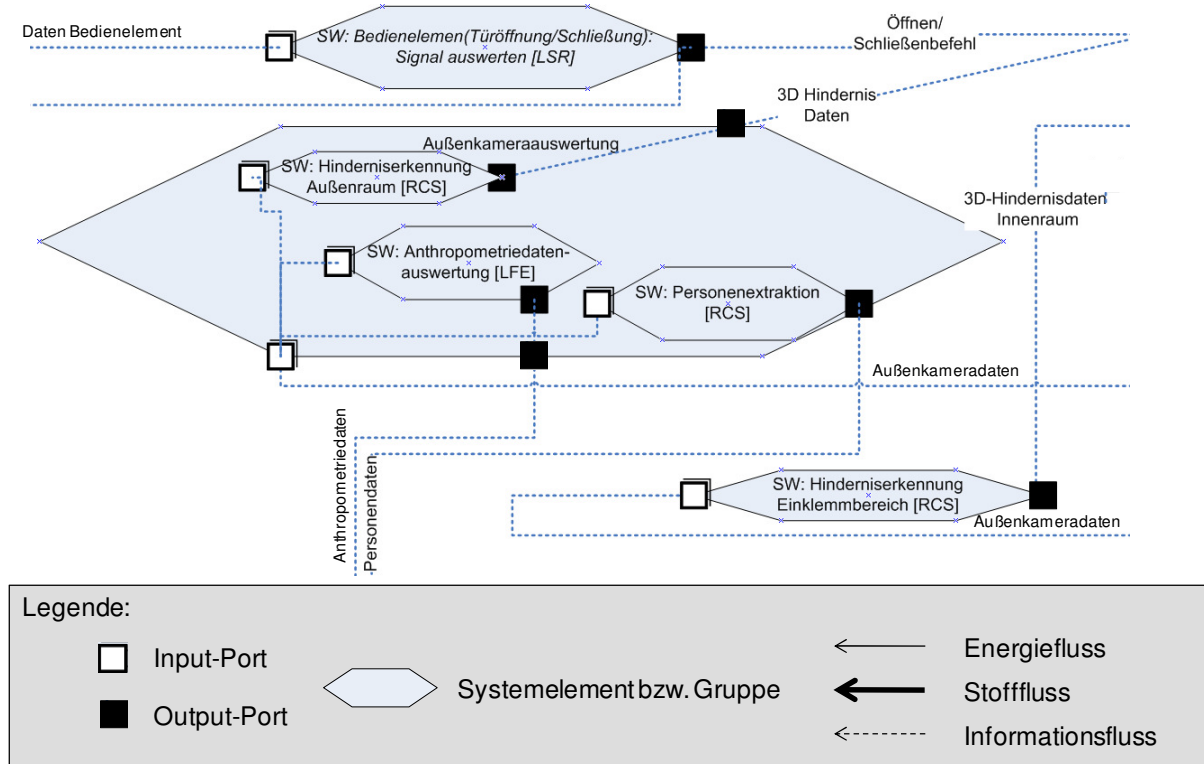 Daten Bedienelement
SW: Bedienelemen(Türöffnung/Schließung):
Signal auswerten [LSR]
Öffnen/
Schließenbefehl
3D Hindernis
Daten
Außenkameraauswertung
SW: Hinderniserkennung
Außenraum [RCS]
3D-Hindernisdaten
Innenraum
SW: Anthropometriedaten-
auswertung [LFE]
SW: Personenextraktion
[RCS]
Außenkameradaten
Anthropometriedaten
Personendaten
SW: Hinderniserkennung
Einklemmbereich [RCS]
Außenkameradaten
Legende:
Input-Port
Output-Port
Systemelement bzw. Gruppe
Energiefluss
Stofffluss
Informationsfluss